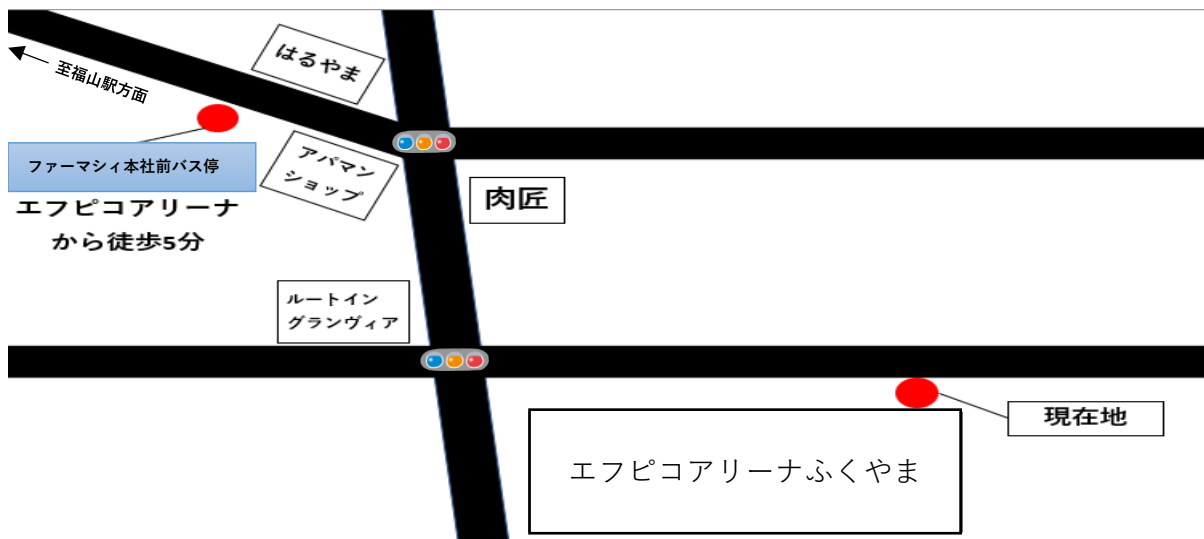 はるやま
至福山駅方面
ファーマシィ本社前バス停
エフピコアリーナ
から徒歩5分
アパマン
ショップ
肉匠
ルートイン
グランヴィア
現在地
エフピコアリーナふくやま